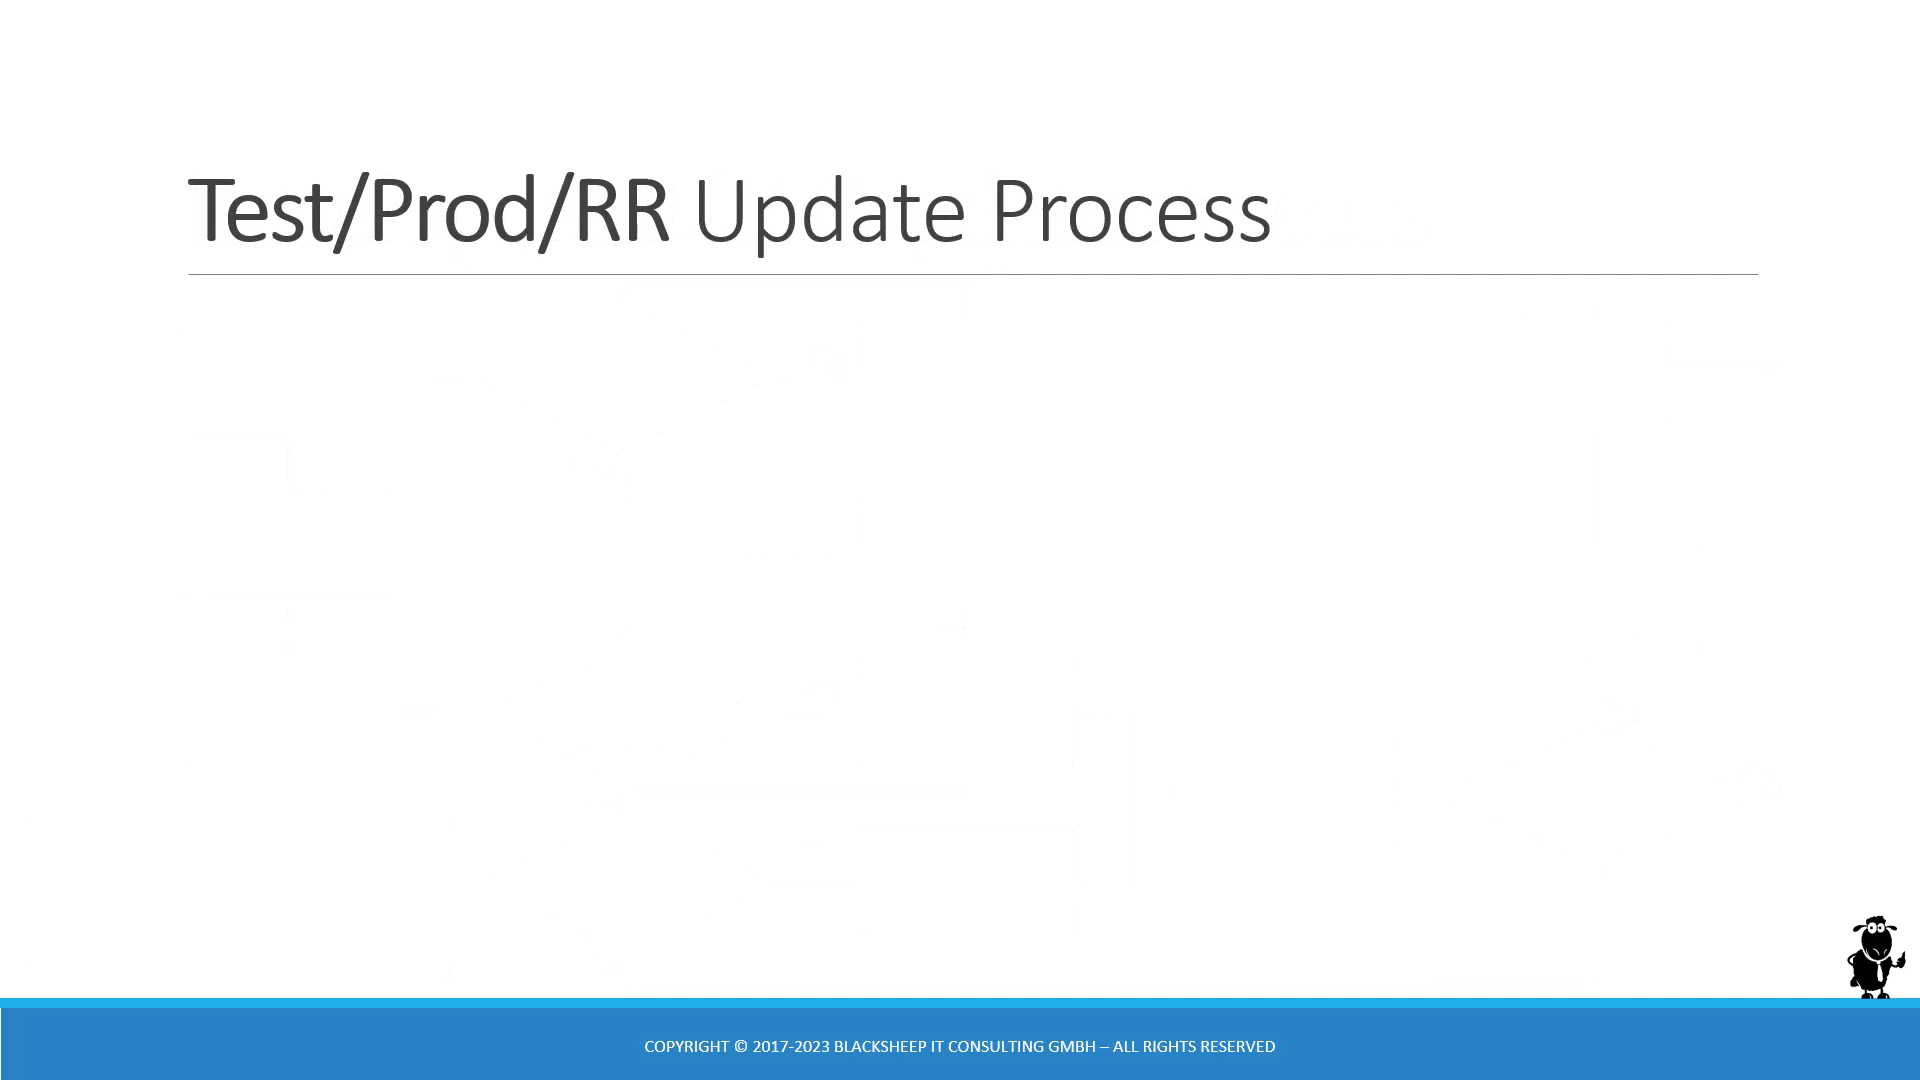 Test/Prod/RR Update Process
COPYRIGHT © 2017-2023 BLACKSHEEP IT CONSULTING GMBH – ALL RIGHTS RESERVED